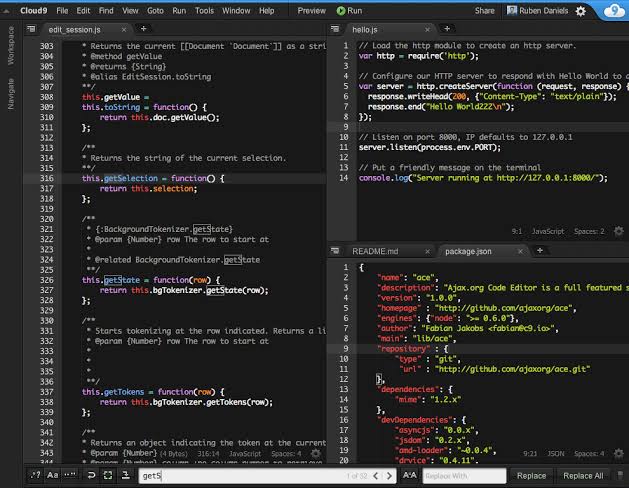 Cloud9 File Edit Find View Goto Run Tools Window Help Preview Run Share Ruben Daniels
Workspace
Navigate
edit_session.js
303 * Returns the current [[Document `Document`]] as a stri
304 * @method getValue
305 * @returns {String}
306 * @alias EditSession.toString
307 **/
308 this.getValue =
309 this.toString = function() {
310 return this.doc.getValue();
311 };
312
313 /**
314 * Returns the string of the current selection.
315 **/
316 this.getSelection = function() {
317 return this.selection;
318 };
319
320 /**
321 * {:BackgroundTokenizer.getState}
322 * @param {Number} row The row to start at
323 *
324 * @related BackgroundTokenizer.getState
325 **/
326 this.getState = function(row) {
327 return this.bgTokenizer.getState(row);
328 };
329
330 /**
331 * Starts tokenizing at the row indicated. Returns a li
332 * @param {Number} row The row to start at
333 *
334 *
335 *
336 **/
337 this.getTokens = function(row) {
338 return this.bgTokenizer.getTokens(row);
339 };
340
341 /**
342 * Returns an object indicating the token at the current
343 * @param {Number}
(4 Bytes) 316:14 JavaScript Spaces: 4
hello.js
1 // Load the http module to create an http server.
2 var http = require('http');
3
4 // Configure our HTTP server to respond with Hello World to a
5 var server = http.createServer(function (request, response) {
6 response.writeHead(200, {"Content-Type": "text/plain"});
7 response.end("Hello World222\n");
8 });
9
10 // Listen on port 8000, IP defaults to 127.0.0.1
11 server.listen(process.env.PORT);
12
13 // Put a friendly message on the terminal
14 console.log("Server running at http://127.0.0.1:8000/");
9:1 JavaScript Spaces: 2
README.md package.json
1 {
2 "name": "ace",
3 "description": "Ajax.org Code Editor is a full featured s
4 "version": "1.0.0",
5 "homepage" : "http://github.com/ajaxorg/ace",
6 "engines": {"node": ">= 0.6.0"},
7 "author": "Fabian Jakobs <fabian@c9.io>",
8 "main": "lib/ace",
9 "repository" : {
10 "type" : "git",
11 "url" : "http://github.com/ajaxorg/ace.git"
12 },
13 "dependencies": {
14 "mime": "1.2.x"
15 },
16 "devDependencies": {
17 "asyncjs": "0.0.x",
18 "jsdom": "0.2.x",
19 "amd-loader": "~0.0.4",
20 "dryice": "0.4.11",
9:21 JSON Spaces: 4
.* Aa getS 1 of 52 Replace With Replace Replace All